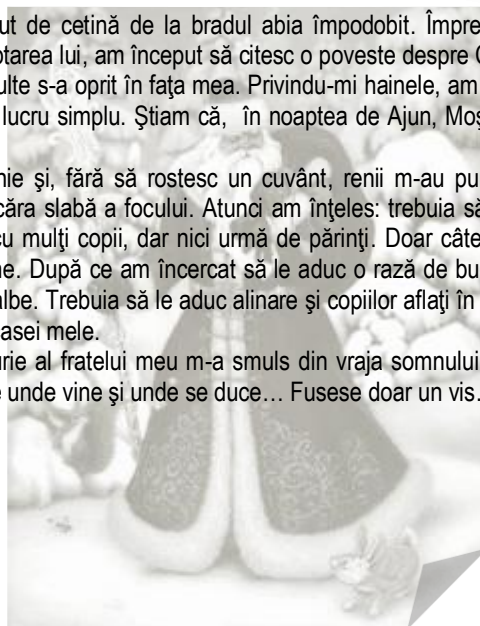 ut de cetină de la bradul abia împodobit. Împre
ptarea lui, am început să citesc o poveste despre
ulte s-a oprit în faţa mea. Privindu-mi hainele, am
lucru simplu. Ştiam că, în noaptea de Ajun, Moş
nie şi, fără să rostesc un cuvânt, renii m-au pu
căra slabă a focului. Atunci am înţeles: trebuia să
cu mulţi copii, dar nici urmă de părinţi. Doar câte
ne. După ce am încercat să le aduc o rază de bu
albe. Trebuia să le aduc alinare şi copiilor aflaţi în
asei mele.
urie al fratelui meu m-a smuls din vraja somnului
e unde vine şi unde se duce… Fusese doar un vis.